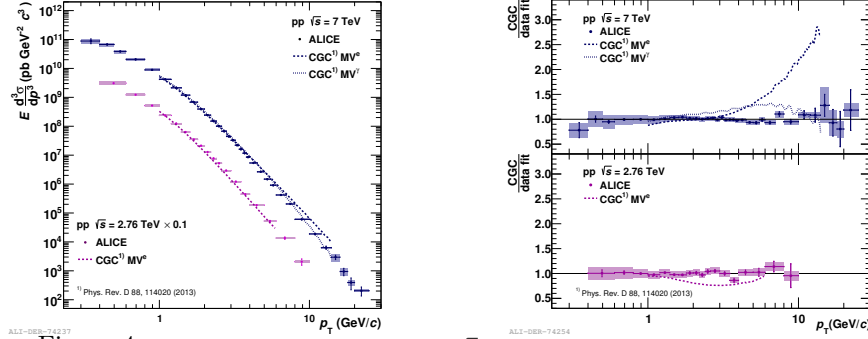 E d³σ/dp³ (pb GeV⁻² c³)
10¹²
10¹¹
10¹⁰
10⁹
10⁸
10⁷
10⁶
10⁵
10⁴
10³
10²
pp √s = 7 TeV
ALICE
CGC¹⁾ MVᵉ
CGC¹⁾ MVᵞ
pp √s = 2.76 TeV × 0.1
ALICE
CGC¹⁾ MVᵉ
¹⁾ Phys. Rev. D 88, 114020 (2013)
1
10
p_T (GeV/c)
ALI-DER-74237
CGC
data fit
3.0
2.5
2.0
1.5
1.0
0.5
pp √s = 7 TeV
ALICE
CGC¹⁾ MVᵉ
CGC¹⁾ MVᵞ
CGC
data fit
3.0
2.5
2.0
1.5
1.0
0.5
pp √s = 2.76 TeV
ALICE
CGC¹⁾ MVᵉ
¹⁾ Phys. Rev. D 88, 114020 (2013)
1
10
p_T (GeV/c)
ALI-DER-74254